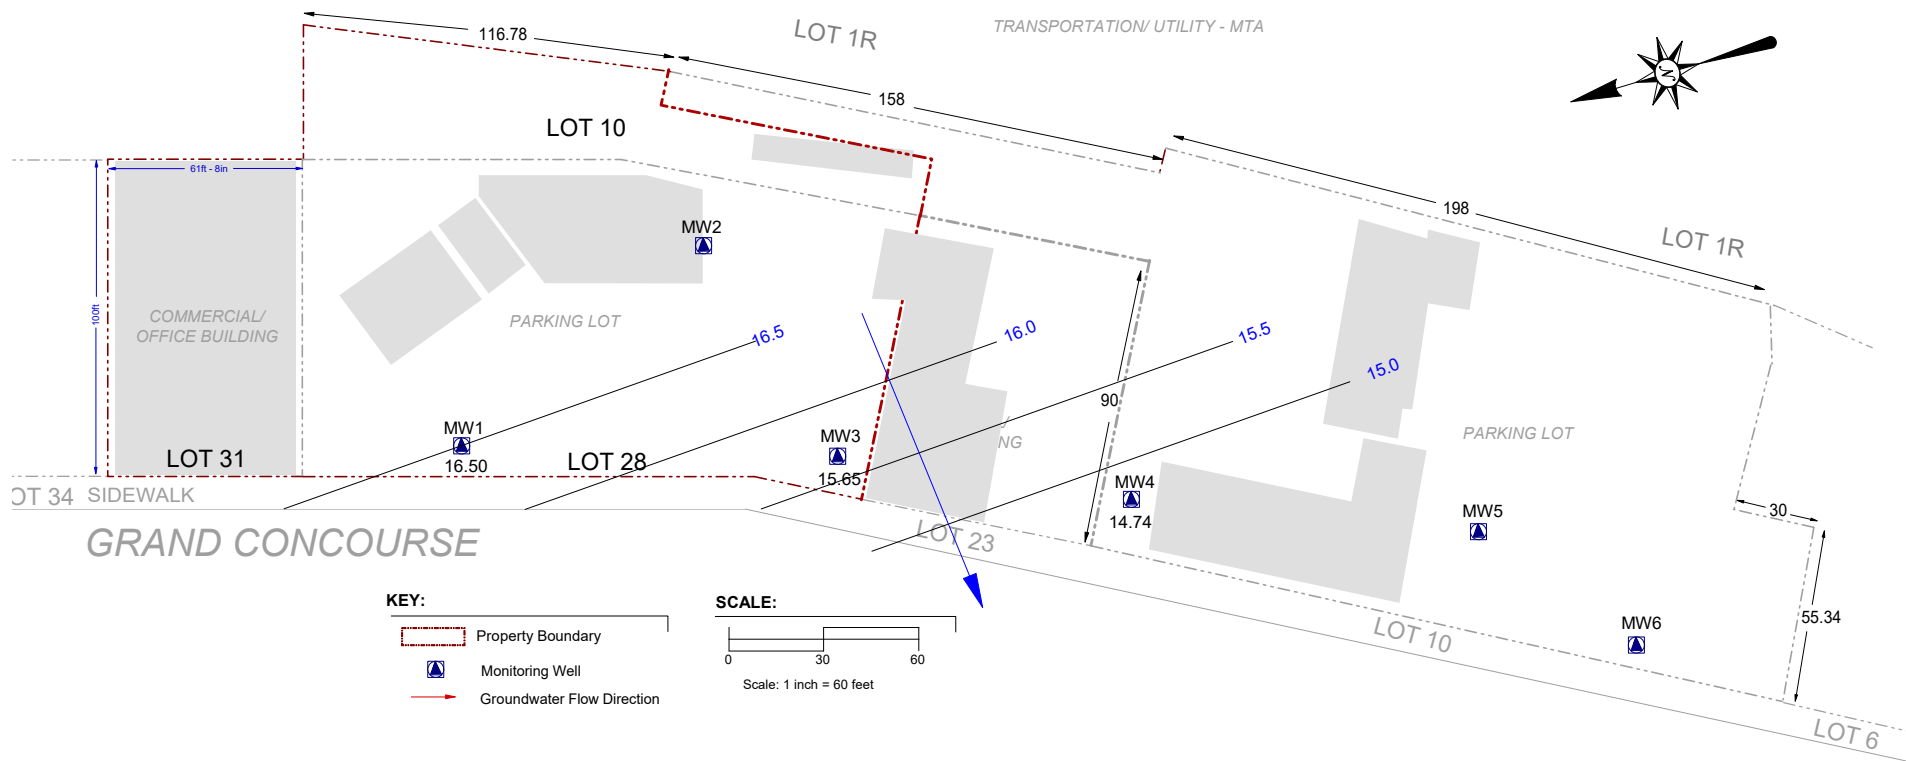 TRANSPORTATION/ UTILITY - MTA
LOT 1R
116.78
158
N
LOT 10
61ft - 8in
198
LOT 1R
MW2
100ft
COMMERCIAL/
OFFICE BUILDING
PARKING LOT
16.5
16.0
15.5
15.0
90
MW1
16.50
MW3
15.65
/
NG
PARKING LOT
LOT 31
LOT 28
MW4
14.74
MW5
30
OT 34
SIDEWALK
GRAND CONCOURSE
LOT 23
LOT 10
MW6
55.34
LOT 6
KEY:
Property Boundary
Monitoring Well
Groundwater Flow Direction
SCALE:
0 30 60
Scale: 1 inch = 60 feet